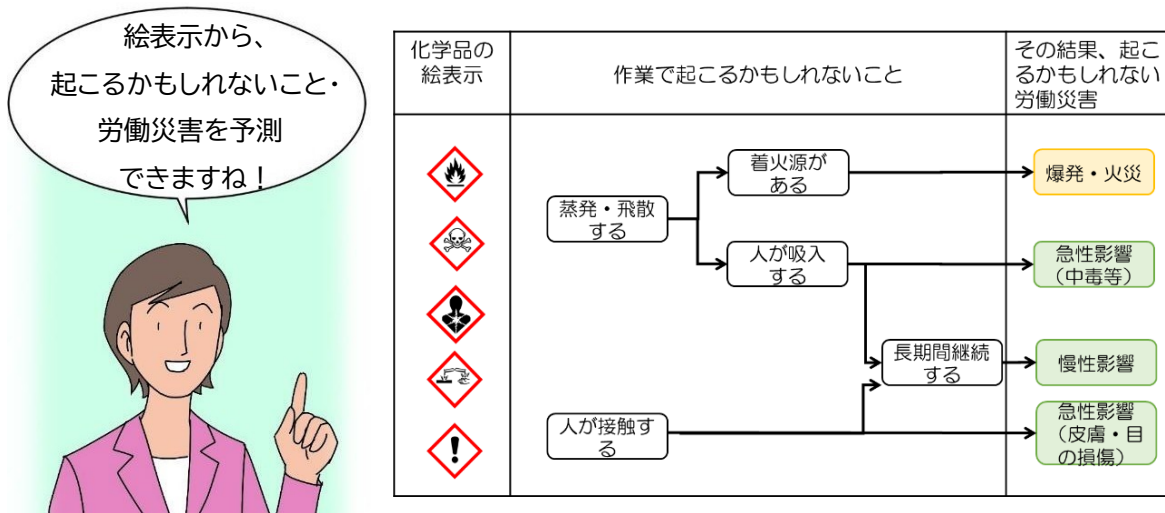 絵表示から、
起こるかもしれないこと・
労働災害を予測
できますね！
化学品の
絵表示
作業で起こるかもしれないこと
その結果、起こ
るかもしれない
労働災害
着火源が
ある
爆発・火災
蒸発・飛散
する
人が吸入
する
急性影響
（中毒等）
長期間継続
する
慢性影響
人が接触す
る
急性影響
（皮膚・目
の損傷）